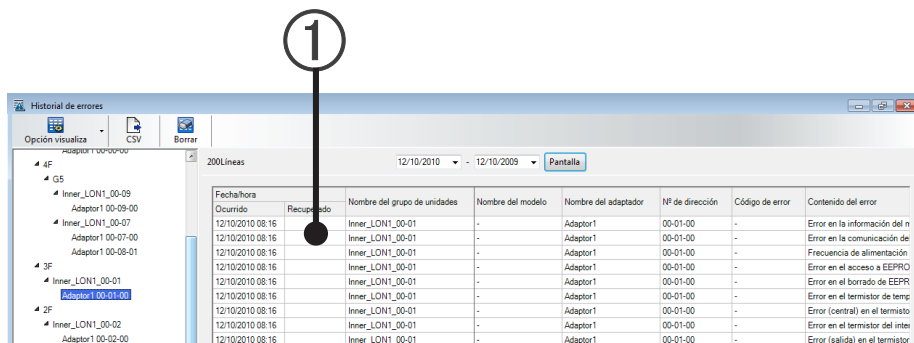 1
Historial de errores
Opción visualiza CSV Borrar
4F
G5
Inner_LON1_00-09
Adaptor1 00-09-00
Inner_LON1_00-07
Adaptor1 00-07-00
Adaptor1 00-08-01
3F
Inner_LON1_00-01
Adaptor1 00-01-00
2F
Inner_LON1_00-02
Adaptor1 00-02-00
200Líneas 12/10/2010 - 12/10/2009 Pantalla
Fecha/hora Nombre del grupo de unidades Nombre del modelo Nombre del adaptador Nº de dirección Código de error Contenido del error
Ocurrido
12/10/2010 08:16 Inner_LON1_00-01 - Adaptor1 00-01-00 - Error en la información del
12/10/2010 08:16 Inner_LON1_00-01 - Adaptor1 00-01-00 - Error en la comunicación de
12/10/2010 08:16 Inner_LON1_00-01 - Adaptor1 00-01-00 - Frecuencia de alimentación
12/10/2010 08:16 Inner_LON1_00-01 - Adaptor1 00-01-00 - Error en el acceso a EEPRO
12/10/2010 08:16 Inner_LON1_00-01 - Adaptor1 00-01-00 - Error en el borrado de EEPR
12/10/2010 08:16 Inner_LON1_00-01 - Adaptor1 00-01-00 - Error en el termistor de temp
12/10/2010 08:16 Inner_LON1_00-01 - Adaptor1 00-01-00 - Error (central) en el termisto
12/10/2010 08:16 Inner_LON1_00-01 - Adaptor1 00-01-00 - Error en el termistor del inte
12/10/2010 08:16 Inner_LON1_00-01 - Adaptor1 00-01-00 - Error (salida) en el termistor